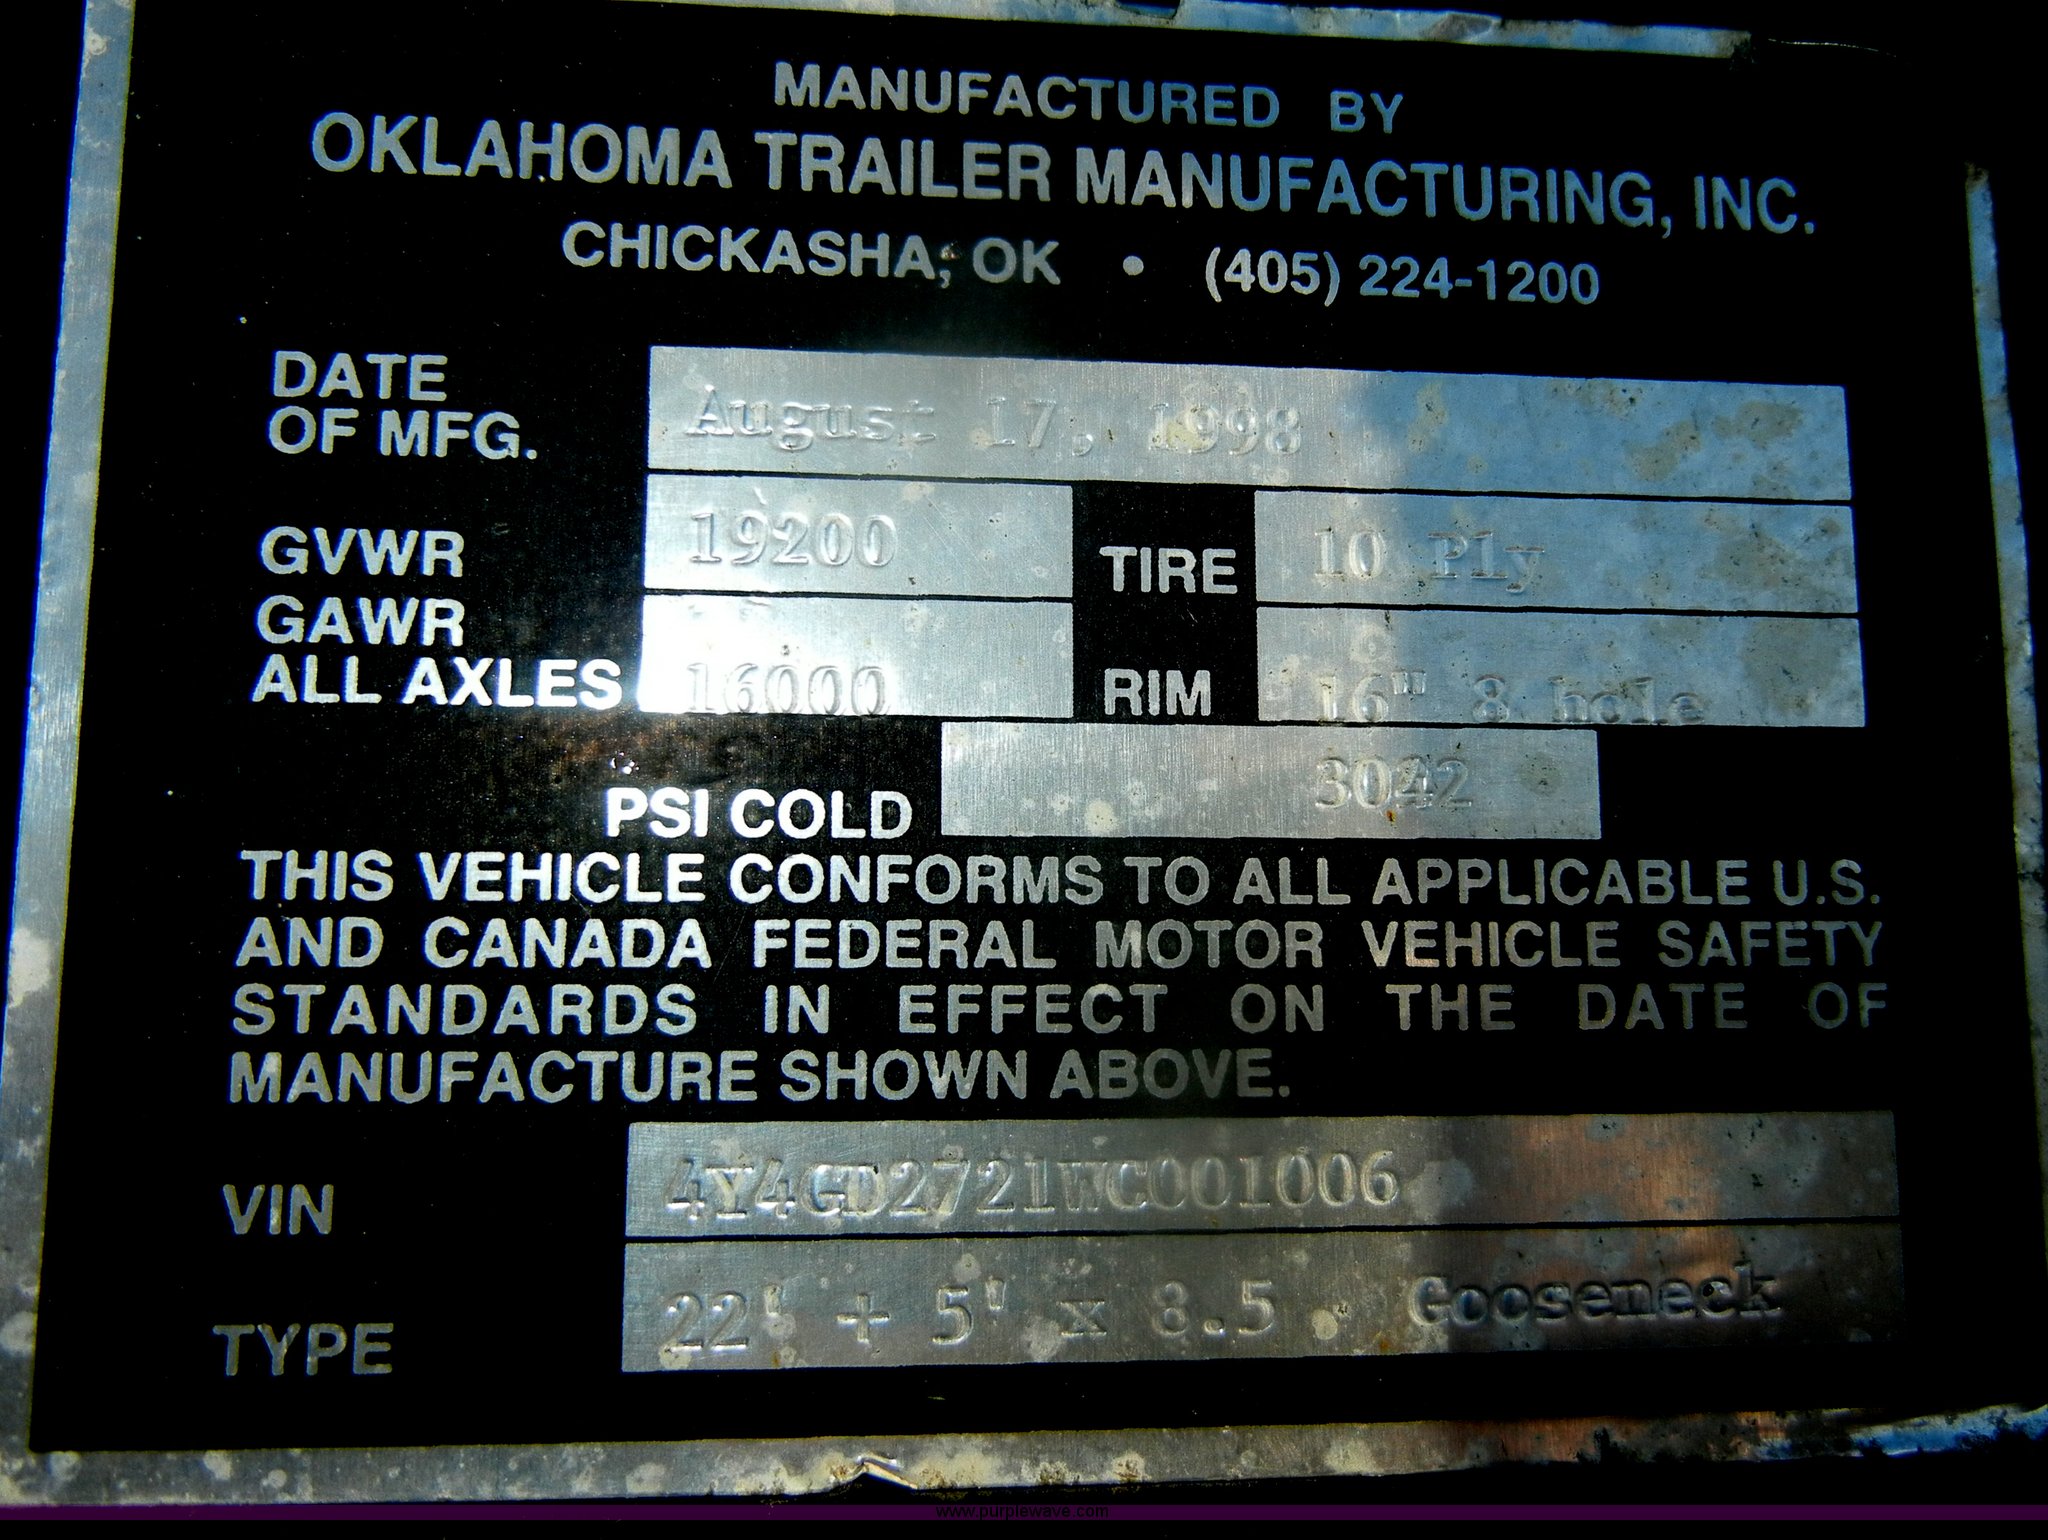 MANUFACTURED BY
OKLAHOMA TRAILER MANUFACTURING, INC.
CHICKASHA, OK • (405) 224-1200
DATE
OF MFG.
August 17, 1998
GVWR 19200 TIRE 10 Ply
GAWR
ALL AXLES 16000 RIM 16" 8 hole
PSI COLD 3042
THIS VEHICLE CONFORMS TO ALL APPLICABLE U.S.
AND CANADA FEDERAL MOTOR VEHICLE SAFETY
STANDARDS IN EFFECT ON THE DATE OF
MANUFACTURE SHOWN ABOVE.
VIN 4Y4GD2721WC001006
TYPE 22' + 5' x 8.5 Gooseneck
www.purplewave.com